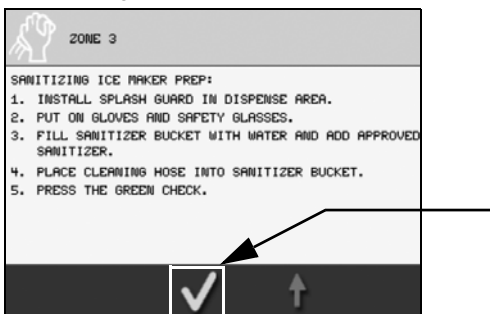 ZONE 3
SANITIZING ICE MAKER PREP:
1. INSTALL SPLASH GUARD IN DISPENSE AREA.
2. PUT ON GLOVES AND SAFETY GLASSES.
3. FILL SANITIZER BUCKET WITH WATER AND ADD APPROVED
SANITIZER.
4. PLACE CLEANING HOSE INTO SANITIZER BUCKET.
5. PRESS THE GREEN CHECK.